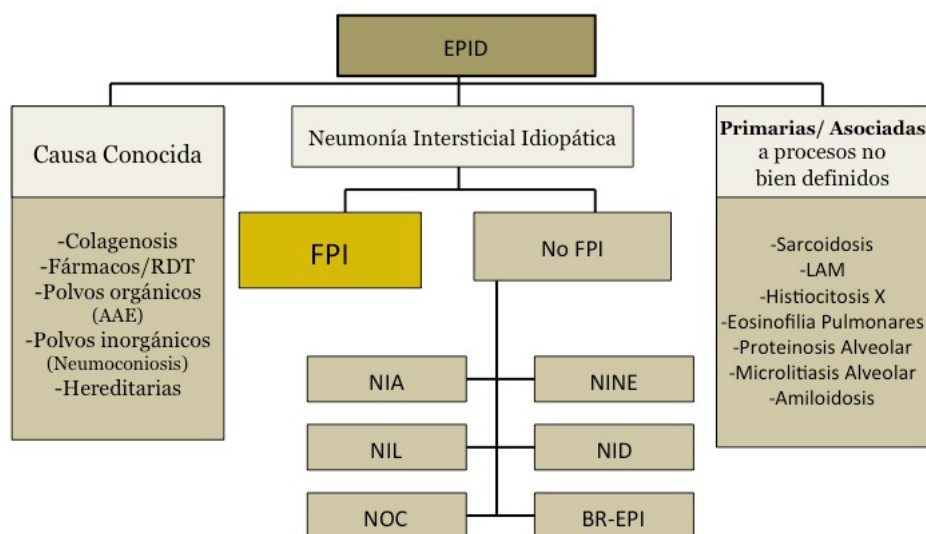 EPID
Causa Conocida
-Colagenosis
-Fármacos/RDT
-Polvos orgánicos
(AAE)
-Polvos inorgánicos
(Neumoconiosis)
-Hereditarias
Neumonía Intersticial Idiopática
FPI
No FPI
NIA
NINE
NIL
NID
NOC
BR-EPI
Primarias/ Asociadas
a procesos no
bien definidos
-Sarcoidosis
-LAM
-Histiocitosis X
-Eosinofilia Pulmonares
-Proteinosis Alveolar
-Microlitiasis Alveolar
-Amiloidosis